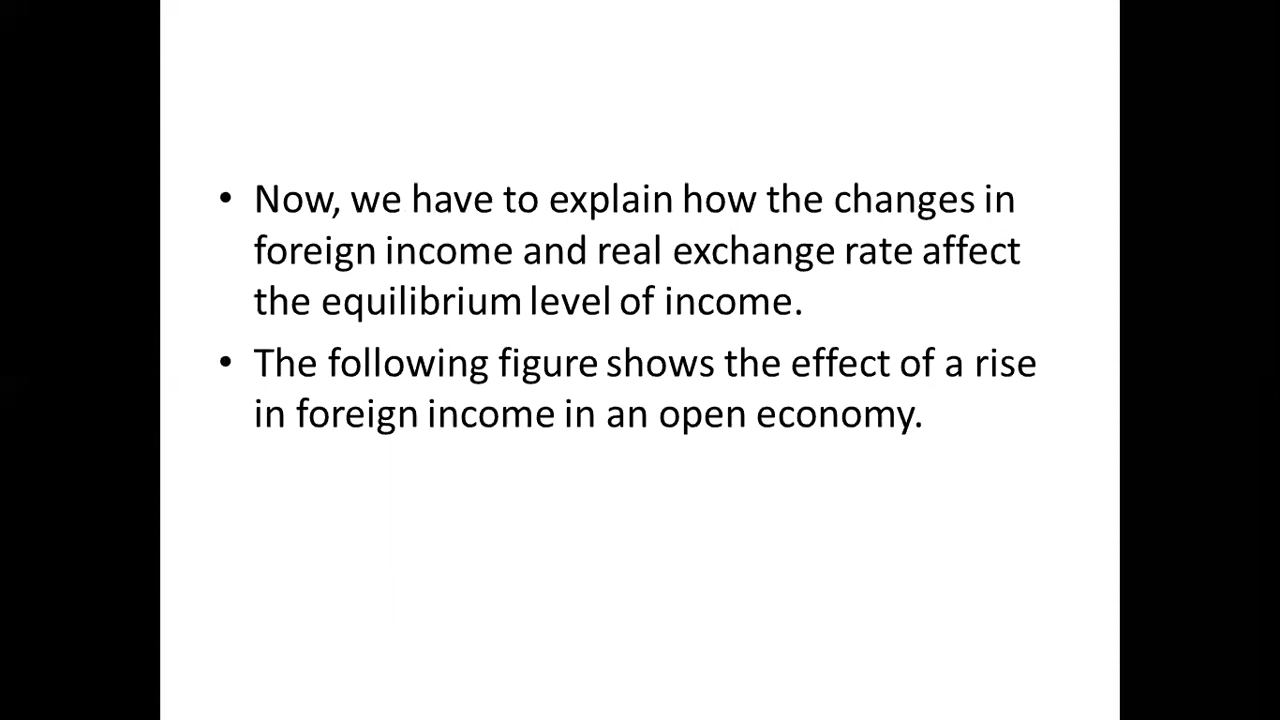 • Now, we have to explain how the changes in
foreign income and real exchange rate affect
the equilibrium level of income.
• The following figure shows the effect of a rise
in foreign income in an open economy.